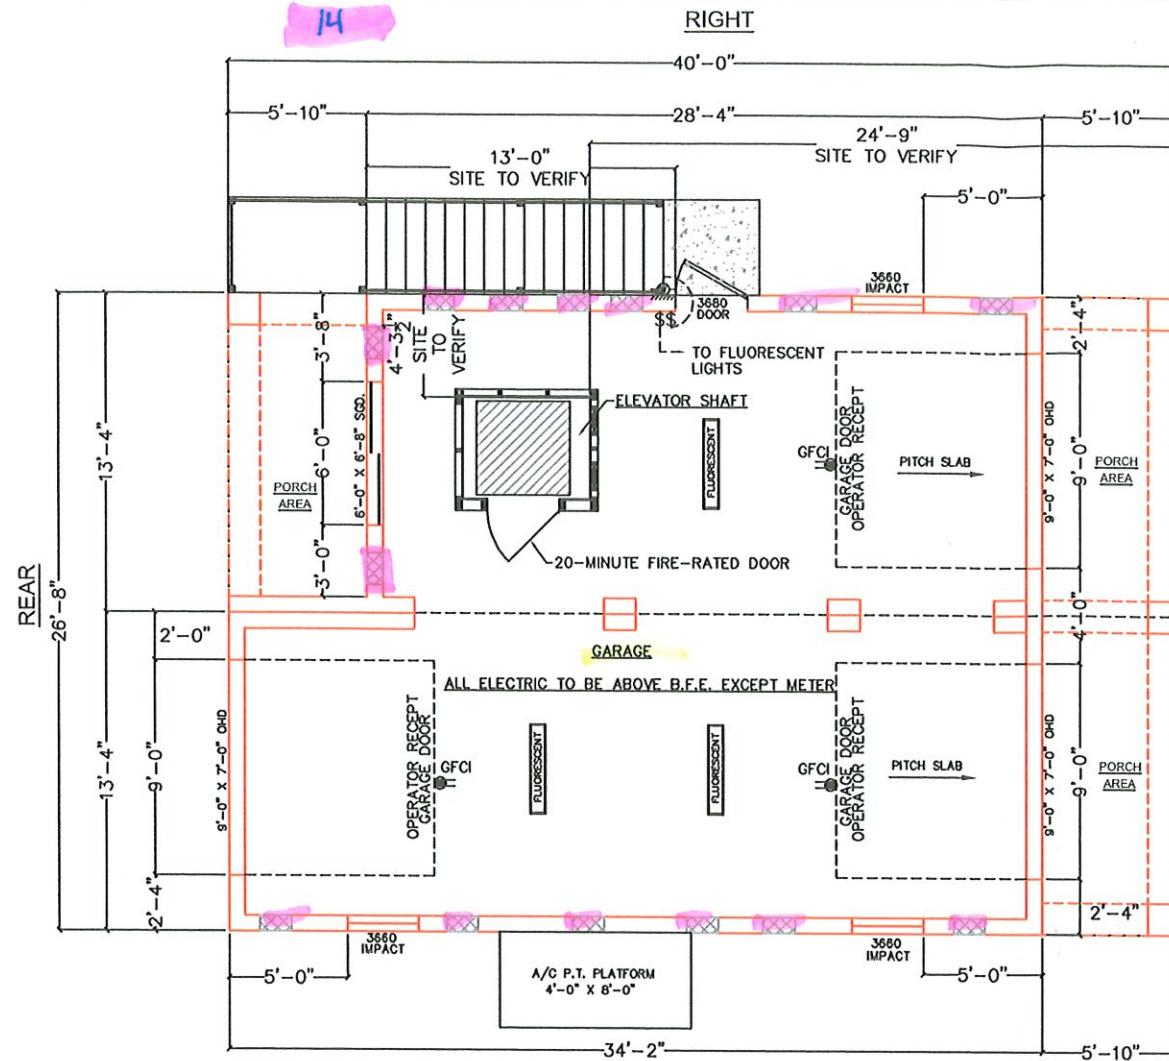 14
RIGHT
40'-0"
5'-10"
28'-4"
5'-10"
13'-0"
SITE TO VERIFY
24'-9"
SITE TO VERIFY
5'-0"
3660
IMPACT
3680
DOOR
$$
TO FLUORESCENT
LIGHTS
3'-8"
SITE
TO
VERIFY
2'-4"
ELEVATOR SHAFT
13'-4"
6'-0"
6'-0" X 6'-8" SGD.
FLUORESCENT
GFCI
GARAGE DOOR
OPERATOR RECEPT
PITCH SLAB
9'-0" X 7'-0" OHD
9'-0"
PORCH
AREA
PORCH
AREA
20-MINUTE FIRE-RATED DOOR
3'-0"
REAR
26'-8"
4'-0"
2'-0"
GARAGE
ALL ELECTRIC TO BE ABOVE B.F.E. EXCEPT METER
13'-4"
9'-0"
9'-0" X 7'-0" OHD
OPERATOR RECEPT
GARAGE DOOR
GFCI
FLUORESCENT
FLUORESCENT
GFCI
GARAGE DOOR
OPERATOR RECEPT
PITCH SLAB
9'-0" X 7'-0" OHD
9'-0"
PORCH
AREA
2'-4"
2'-4"
3660
IMPACT
3660
IMPACT
5'-0"
A/C P.T. PLATFORM
4'-0" X 8'-0"
5'-0"
34'-2"
5'-10"